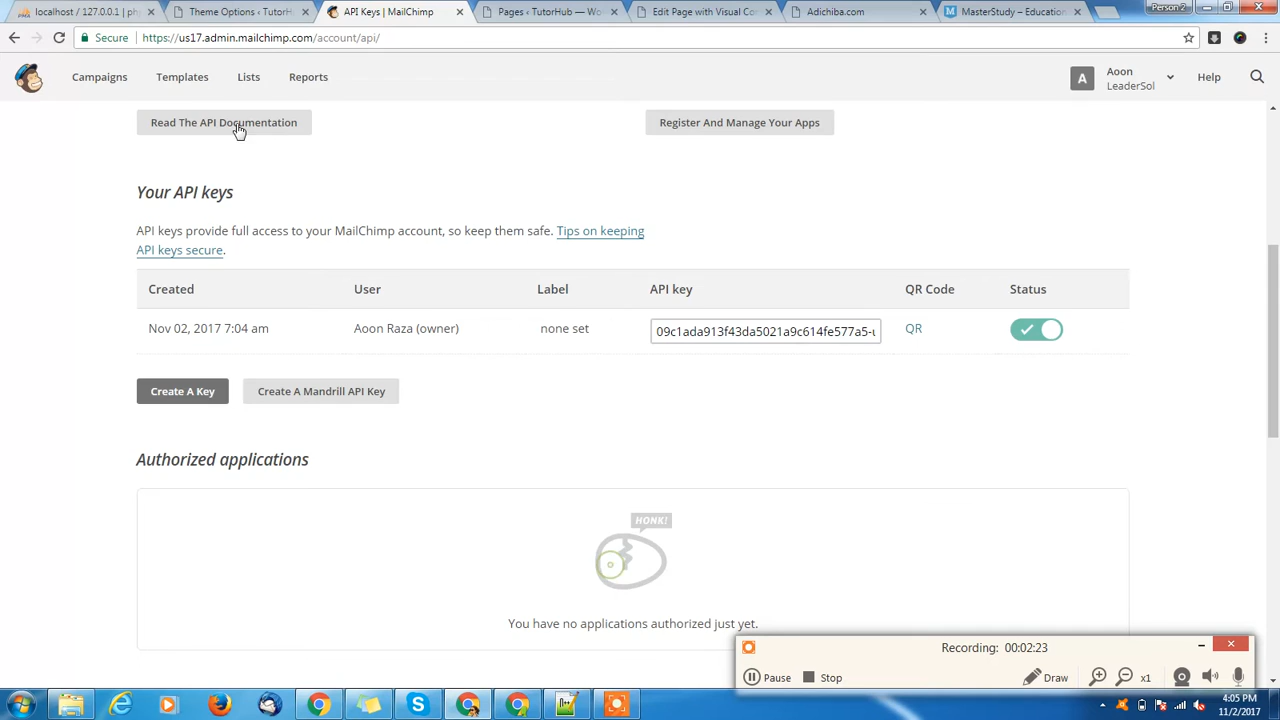 localhost / 127.0.0.1 | ph
Theme Options ‹ TutorH
API Keys | MailChimp
Pages ‹ TutorHub — Wo
Edit Page with Visual Co
Adichiba.com
MasterStudy – Education
Person 2
Secure
https://us17.admin.mailchimp.com/account/api/
Campaigns
Templates
Lists
Reports
A
Aoon
LeaderSol
Help
Read The API Documentation
Register And Manage Your Apps
Your API keys
API keys provide full access to your MailChimp account, so keep them safe. Tips on keeping
API keys secure.
Created User Label API key QR Code Status
Nov 02, 2017 7:04 am Aoon Raza (owner) none set 09c1ada913f43da5021a9c614fe577a5-u QR
Create A Key
Create A Mandrill API Key
Authorized applications
HONK!
You have no applications authorized just yet.
Recording: 00:02:23
Pause
Stop
Draw
x1
4:05 PM
11/2/2017